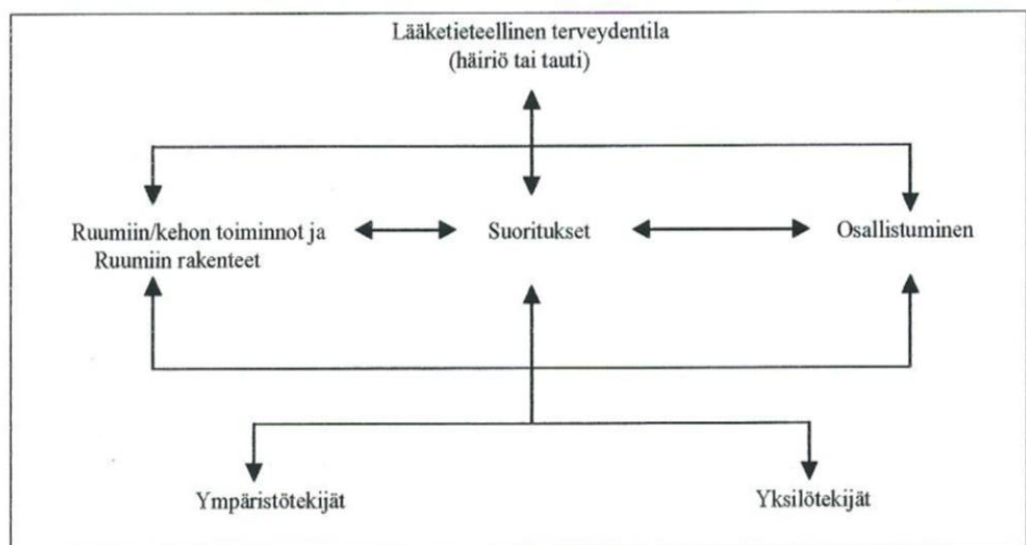 Lääketieteellinen terveydentila
(häiriö tai tauti)
Ruumiin/kehon toiminnot ja
Ruumiin rakenteet
Suoritukset
Osallistuminen
Ympäristötekijät
Yksilötekijät